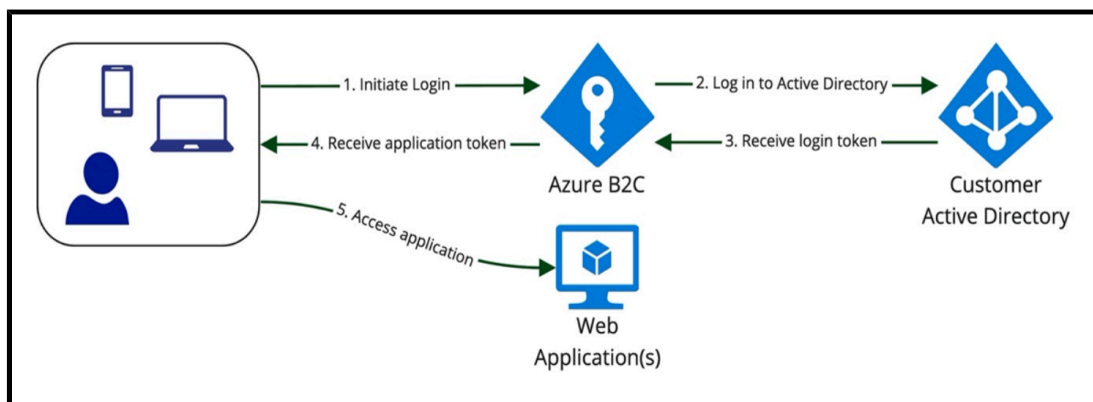 1. Initiate Login
2. Log in to Active Directory
4. Receive application token
3. Receive login token
Azure B2C
Customer
Active Directory
5. Access application
Web
Application(s)